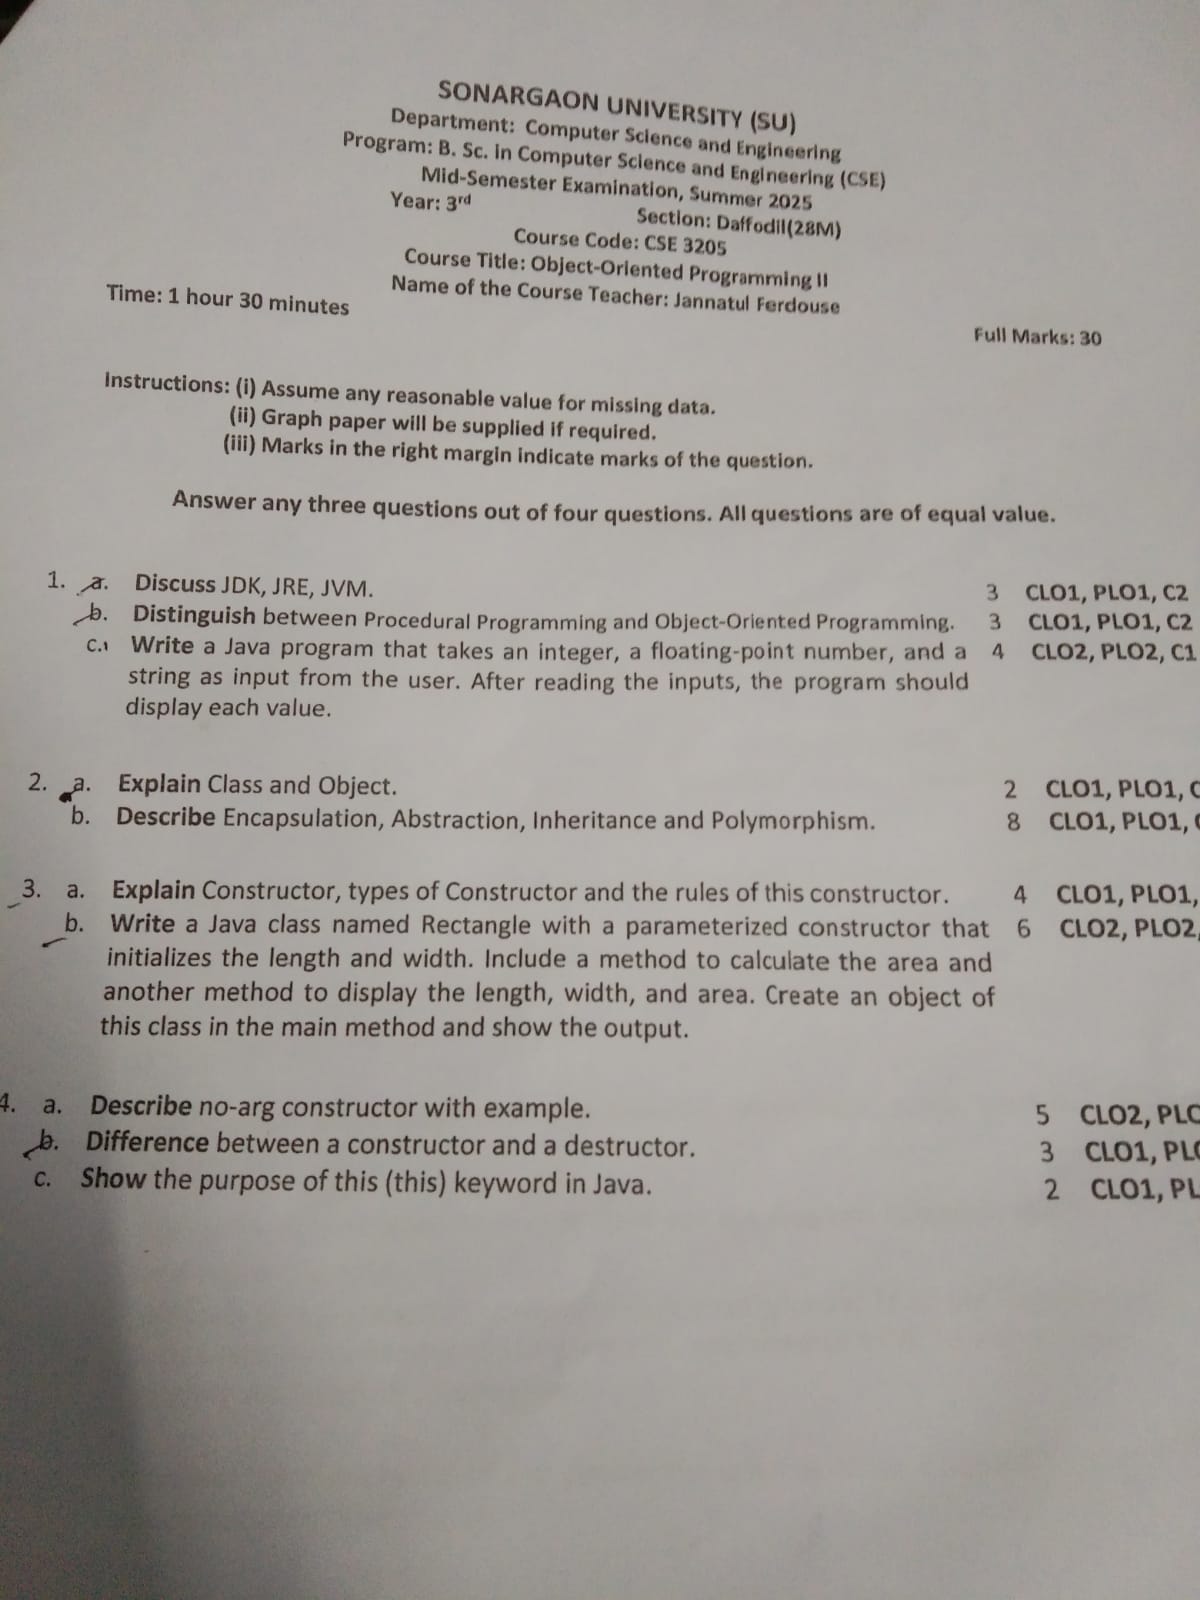 SONARGAON UNIVERSITY (SU)
Department: Computer Science and Engineering
Program: B. Sc. in Computer Science and Engineering (CSE)
Mid-Semester Examination, Summer 2025
Year: 3rd Section: Daffodil(28M)
Course Code: CSE 3205
Course Title: Object-Oriented Programming II
Name of the Course Teacher: Jannatul Ferdouse
Time: 1 hour 30 minutes
Full Marks: 30
Instructions: (i) Assume any reasonable value for missing data.
(ii) Graph paper will be supplied if required.
(iii) Marks in the right margin indicate marks of the question.
Answer any three questions out of four questions. All questions are of equal value.
1. a. Discuss JDK, JRE, JVM. 3 CLO1, PLO1, C2
b. Distinguish between Procedural Programming and Object-Oriented Programming. 3 CLO1, PLO1, C2
c. Write a Java program that takes an integer, a floating-point number, and a 4 CLO2, PLO2, C1
string as input from the user. After reading the inputs, the program should
display each value.
2. a. Explain Class and Object. 2 CLO1, PLO1, C
b. Describe Encapsulation, Abstraction, Inheritance and Polymorphism. 8 CLO1, PLO1,
3. a. Explain Constructor, types of Constructor and the rules of this constructor. 4 CLO1, PLO1,
b. Write a Java class named Rectangle with a parameterized constructor that 6 CLO2, PLO2,
initializes the length and width. Include a method to calculate the area and
another method to display the length, width, and area. Create an object of
this class in the main method and show the output.
4. a. Describe no-arg constructor with example. 5 CLO2, PLO
b. Difference between a constructor and a destructor. 3 CLO1, PLO
c. Show the purpose of this (this) keyword in Java. 2 CLO1, PL